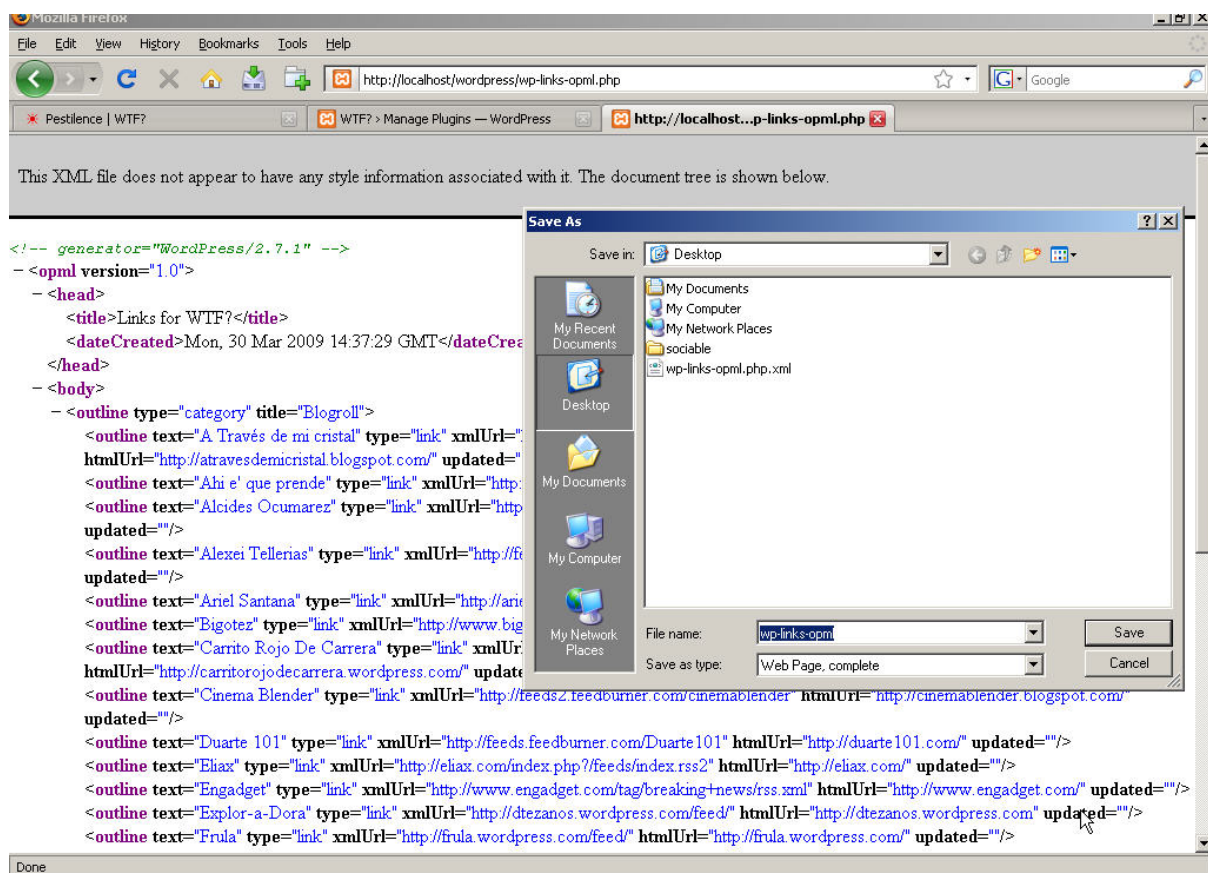 Mozilla Firefox
File Edit View History Bookmarks Tools Help
http://localhost/wordpress/wp-links-opml.php
G Google
Pestilence | WTF?
WTF? › Manage Plugins — WordPress
http://localhost...p-links-opml.php
This XML file does not appear to have any style information associated with it. The document tree is shown below.
<!-- generator="WordPress/2.7.1" -->
− <opml version="1.0">
− <head>
<title>Links for WTF?</title>
<dateCreated>Mon, 30 Mar 2009 14:37:29 GMT</dateCrea
</head>
− <body>
− <outline type="category" title="Blogroll">
<outline text="A Través de mi cristal" type="link" xmlUrl="
htmlUrl="http://atravesdemicristal.blogspot.com/" updated="
<outline text="Ahi e' que prende" type="link" xmlUrl="http:
<outline text="Alcides Ocumarez" type="link" xmlUrl="http
updated=""/>
<outline text="Alexei Tellerias" type="link" xmlUrl="http://fe
updated=""/>
<outline text="Ariel Santana" type="link" xmlUrl="http://arie
<outline text="Bigotez" type="link" xmlUrl="http://www.big
<outline text="Carrito Rojo De Carrera" type="link" xmlUr
htmlUrl="http://carritorojodecarrera.wordpress.com/" update
<outline text="Cinema Blender" type="link" xmlUrl="http://feeds2.feedburner.com/cinemablender" htmlUrl="http://cinemablender.blogspot.com/"
updated=""/>
<outline text="Duarte 101" type="link" xmlUrl="http://feeds.feedburner.com/Duarte101" htmlUrl="http://duarte101.com/" updated=""/>
<outline text="Eliax" type="link" xmlUrl="http://eliax.com/index.php?/feeds/index.rss2" htmlUrl="http://eliax.com/" updated=""/>
<outline text="Engadget" type="link" xmlUrl="http://www.engadget.com/tag/breaking+news/rss.xml" htmlUrl="http://www.engadget.com/" updated=""/>
<outline text="Explor-a-Dora" type="link" xmlUrl="http://dtezanos.wordpress.com/feed/" htmlUrl="http://dtezanos.wordpress.com" updated=""/>
<outline text="Frula" type="link" xmlUrl="http://frula.wordpress.com/feed/" htmlUrl="http://frula.wordpress.com/" updated=""/>
Save As
Save in: Desktop
My Recent
Documents
Desktop
My Documents
My Computer
My Network
Places
My Documents
My Computer
My Network Places
sociable
wp-links-opml.php.xml
File name: wp-links-opml Save
Save as type: Web Page, complete Cancel
Done